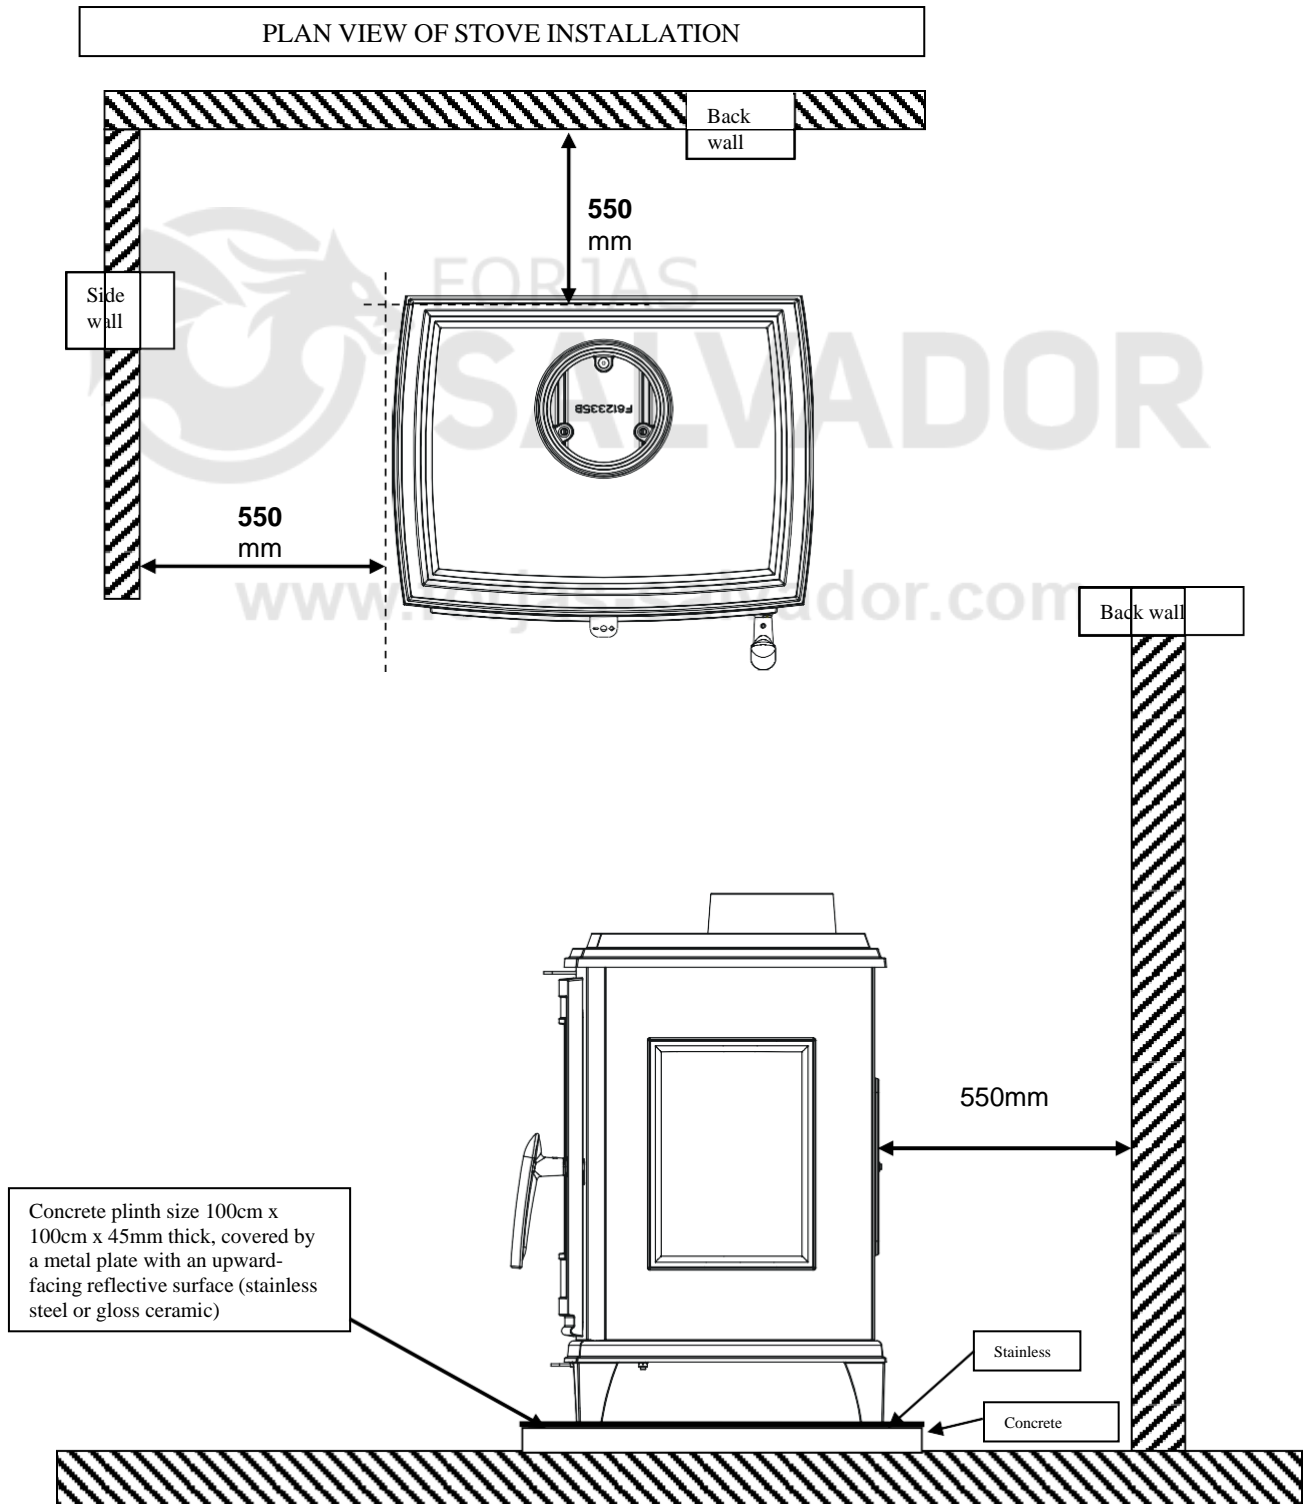 PLAN VIEW OF STOVE INSTALLATION
Back
wall
550
mm
Side
wall
FORJAS
SALVADOR
F612335B
550
mm
www.forjas-salvador.com
Back wall
550mm
Concrete plinth size 100cm x
100cm x 45mm thick, covered by
a metal plate with an upward-
facing reflective surface (stainless
steel or gloss ceramic)
Stainless
Concrete